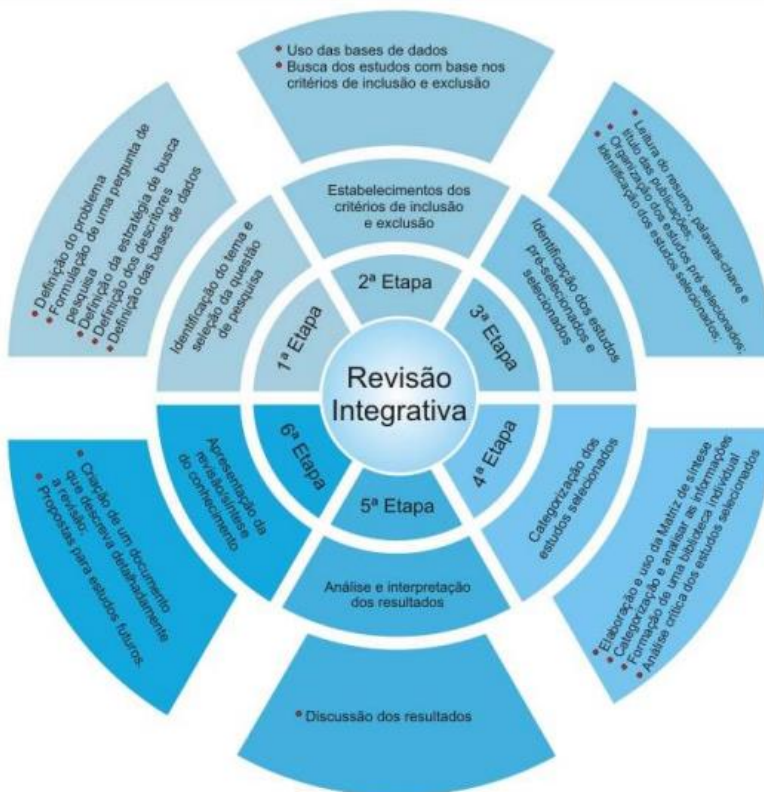 Revisão
Integrativa
1ª Etapa
Identificação do tema e
seleção da questão
de pesquisa
• Definição do problema
• Formulação de uma pergunta de
pesquisa
• Definição da estratégia de busca
• Definição dos descritores
• Definição das bases de dados
2ª Etapa
Estabelecimentos dos
critérios de inclusão
e exclusão
• Uso das bases de dados
• Busca dos estudos com base nos
critérios de inclusão e exclusão
3ª Etapa
Identificação dos estudos
pré-selecionados e
selecionados
• Leitura do resumo, palavras-chave e
título das publicações;
• Organização dos estudos pré selecionados;
• Identificação dos estudos selecionados;
4ª Etapa
Categorização dos
estudos selecionados
• Elaboração e uso da Matriz de síntese
• Categorização e analisar as informações
• Formação de uma biblioteca individual
• Análise crítica dos estudos selecionados
5ª Etapa
Análise e interpretação
dos resultados
• Discussão dos resultados
6ª Etapa
Apresentação da
revisão/síntese
do conhecimento
• Criação de um documento
que descreva detalhadamente
a revisão;
• Propostas para estudos futuros.